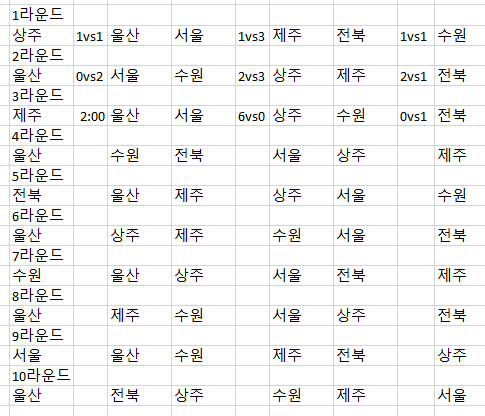 1라운드
상주 1vs1 울산 서울 1vs3 제주 전북 1vs1 수원
2라운드
울산 0vs2 서울 수원 2vs3 상주 제주 2vs1 전북
3라운드
제주 2:00 울산 서울 6vs0 상주 수원 0vs1 전북
4라운드
울산 수원 전북 서울 상주 제주
5라운드
전북 울산 제주 상주 서울 수원
6라운드
울산 상주 제주 수원 서울 전북
7라운드
수원 울산 상주 서울 전북 제주
8라운드
울산 제주 수원 서울 상주 전북
9라운드
서울 울산 수원 제주 전북 상주
10라운드
울산 전북 상주 수원 제주 서울